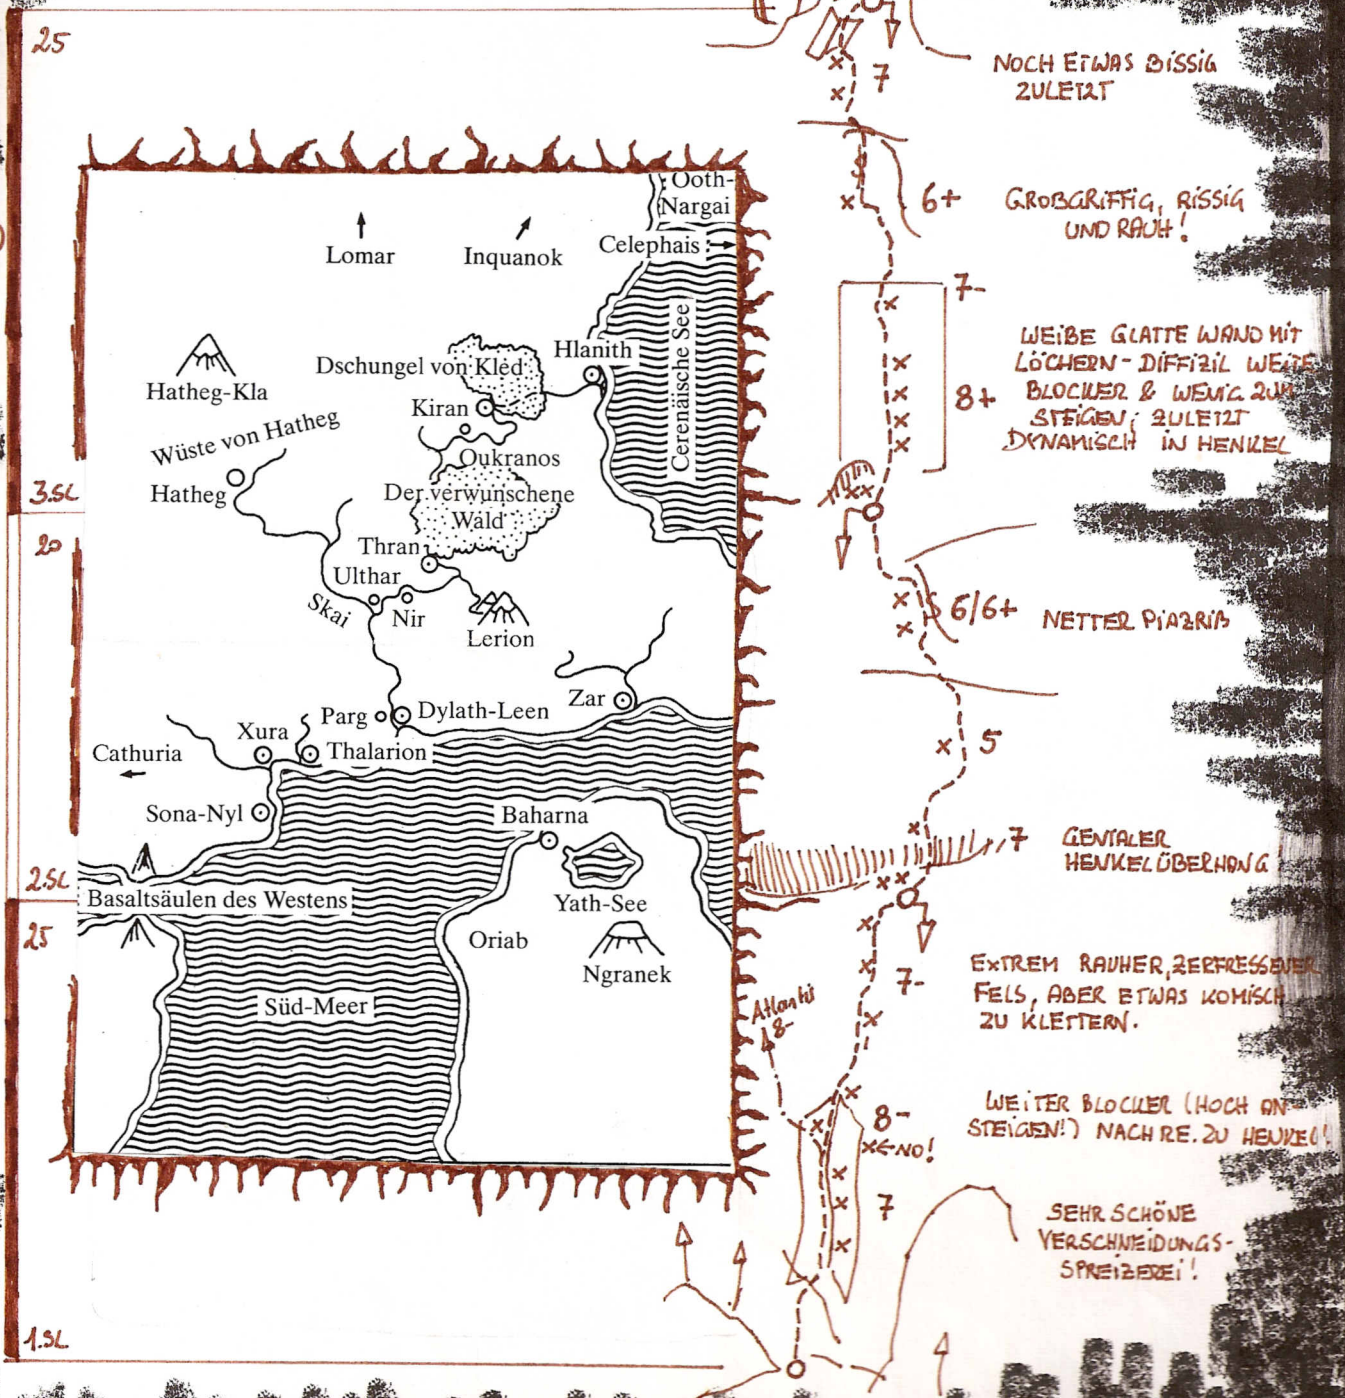 25
7
NOCH ETWAS BISSIG
ZULETZT
6+
GROßGRIFFIG, RISSIG
UND RAUH!
7-
8+
WEIßE GLATTE WAND MIT
LÖCHERN - DIFFIZIL WEITE
BLOCKER & WENIG ZUM
STEIGEN; ZULETZT
DYNAMISCH IN HENKEL
3.SL
20
6/6+
NETTER PIAZRIß
5
7
GENIALER
HENKELÜBERHANG
2.SL
25
7-
EXTREM RAUHER, ZERFRESSENER
FELS, ABER ETWAS KOMISCH
ZU KLETTERN.
Atlantis
8-
8-
x←NO!
WEITER BLOCKER (HOCH AN-
STEIGEN!) NACH RE. ZU HENKEL!
7
SEHR SCHÖNE
VERSCHNEIDUNGS-
SPREIZEREI!
1.SL
Ooth-
Nargai
Celephais
Lomar
Inquanok
Cerenäische See
Hlanith
Dschungel von Kled
Hatheg-Kla
Kiran
Wüste von Hatheg
Oukranos
Hatheg
Der verwunschene
Wald
Thran
Ulthar
Skai
Nir
Lerion
Zar
Parg
Dylath-Leen
Xura
Cathuria
Thalarion
Sona-Nyl
Baharna
Basaltsäulen des Westens
Yath-See
Oriab
Ngranek
Süd-Meer